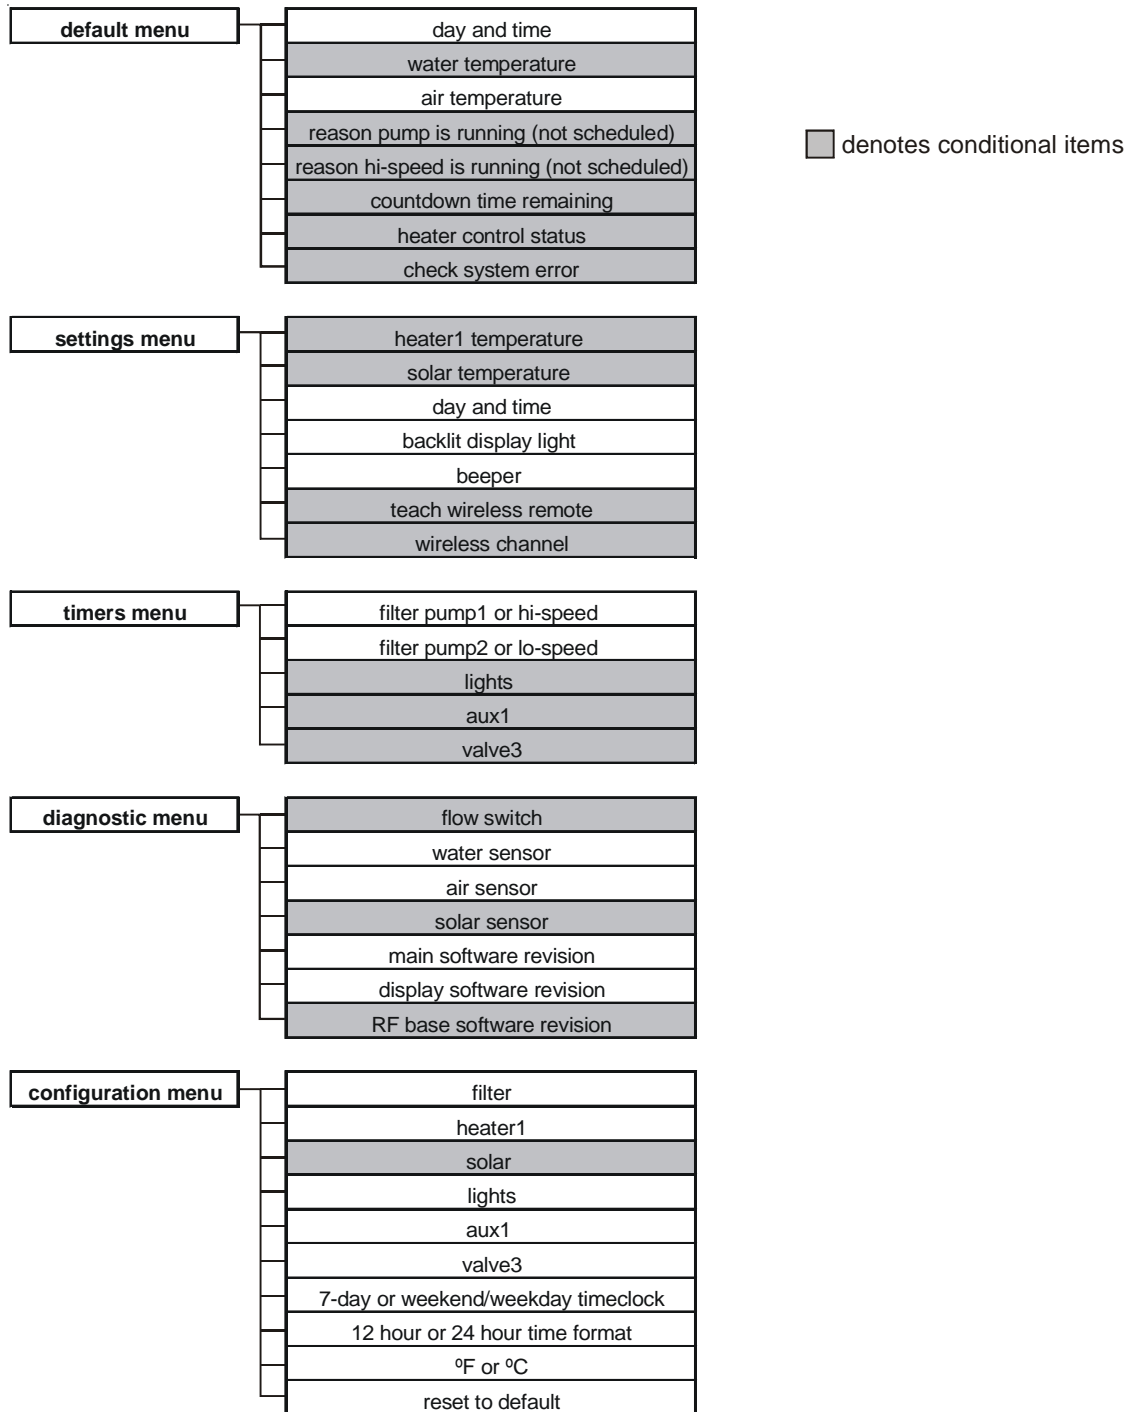 default menu
day and time
water temperature
air temperature
reason pump is running (not scheduled)
reason hi-speed is running (not scheduled)
countdown time remaining
heater control status
check system error
denotes conditional items
settings menu
heater1 temperature
solar temperature
day and time
backlit display light
beeper
teach wireless remote
wireless channel
timers menu
filter pump1 or hi-speed
filter pump2 or lo-speed
lights
aux1
valve3
diagnostic menu
flow switch
water sensor
air sensor
solar sensor
main software revision
display software revision
RF base software revision
configuration menu
filter
heater1
solar
lights
aux1
valve3
7-day or weekend/weekday timeclock
12 hour or 24 hour time format
ºF or ºC
reset to default